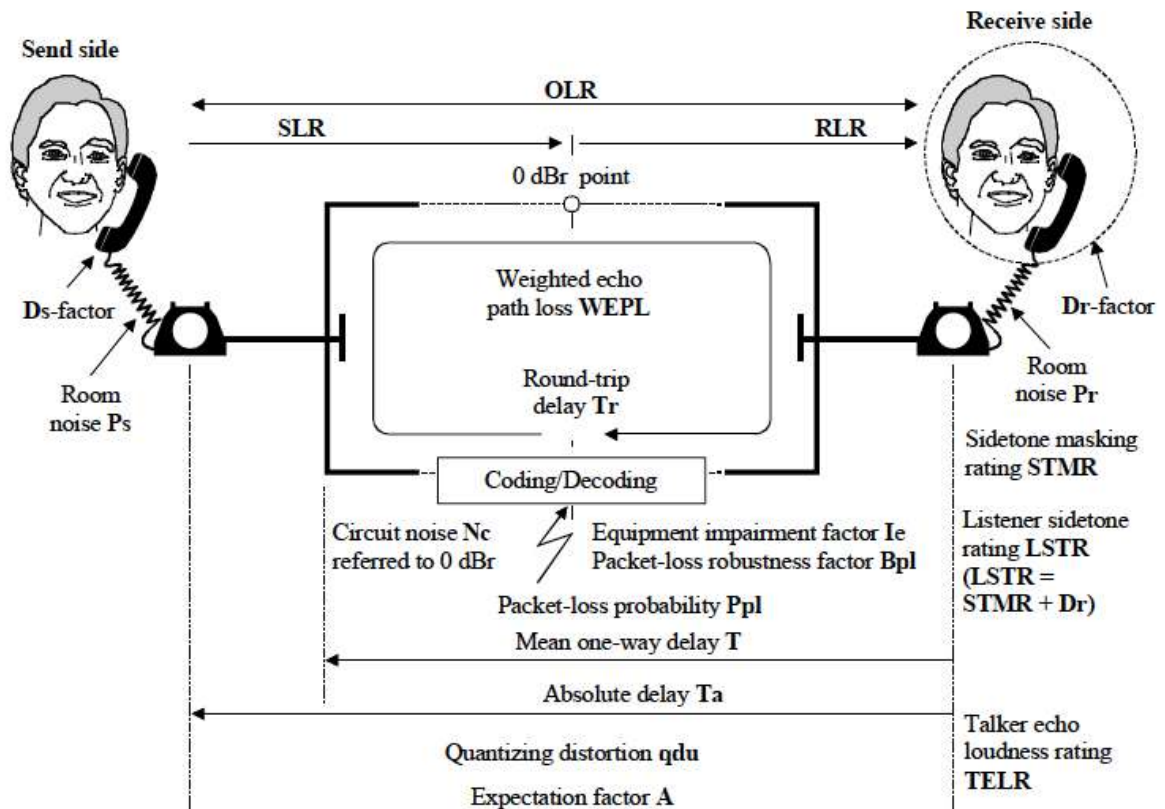 Receive side
Send side
OLR
SLR
RLR
0 dBr point
Weighted echo
path loss WEPL
Ds-factor
Dr-factor
Round-trip
delay Tr
Room
noise Ps
Room
noise Pr
Sidetone masking
rating STMR
Coding/Decoding
Circuit noise Nc
referred to 0 dBr
Equipment impairment factor Ie
Packet-loss robustness factor Bpl
Listener sidetone
rating LSTR
(LSTR =
STMR + Dr)
Packet-loss probability Ppl
Mean one-way delay T
Absolute delay Ta
Talker echo
loudness rating
TELR
Quantizing distortion qdu
Expectation factor A